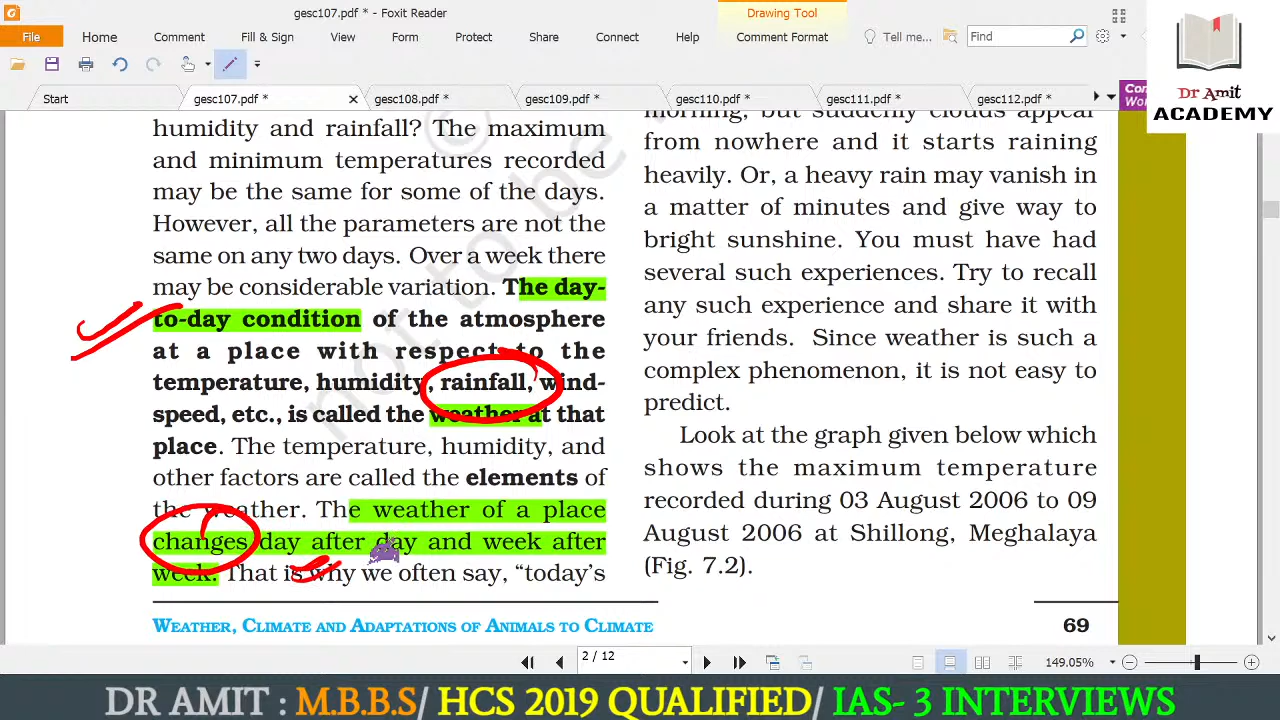 gesc107.pdf * - Foxit Reader
Drawing Tool
File
Home
Comment
Fill & Sign
View
Form
Protect
Share
Connect
Help
Comment Format
Tell me...
Find
Start
gesc107.pdf *
gesc108.pdf *
gesc109.pdf *
gesc110.pdf *
gesc111.pdf *
gesc112.pdf *
Dr Amit
ACADEMY
humidity and rainfall? The maximum
and minimum temperatures recorded
may be the same for some of the days.
However, all the parameters are not the
same on any two days. Over a week there
may be considerable variation. The day-
to-day condition of the atmosphere
at a place with respect to the
temperature, humidity, rainfall, wind-
speed, etc., is called the weather at that
place. The temperature, humidity, and
other factors are called the elements of
the weather. The weather of a place
changes day after day and week after
week. That is why we often say, “today’s
morning, but suddenly clouds appear
from nowhere and it starts raining
heavily. Or, a heavy rain may vanish in
a matter of minutes and give way to
bright sunshine. You must have had
several such experiences. Try to recall
any such experience and share it with
your friends. Since weather is such a
complex phenomenon, it is not easy to
predict.
Look at the graph given below which
shows the maximum temperature
recorded during 03 August 2006 to 09
August 2006 at Shillong, Meghalaya
(Fig. 7.2).
not to be
WEATHER, CLIMATE AND ADAPTATIONS OF ANIMALS TO CLIMATE
69
2 / 12
149.05%
DR AMIT : M.B.B.S/ HCS 2019 QUALIFIED/ IAS- 3 INTERVIEWS